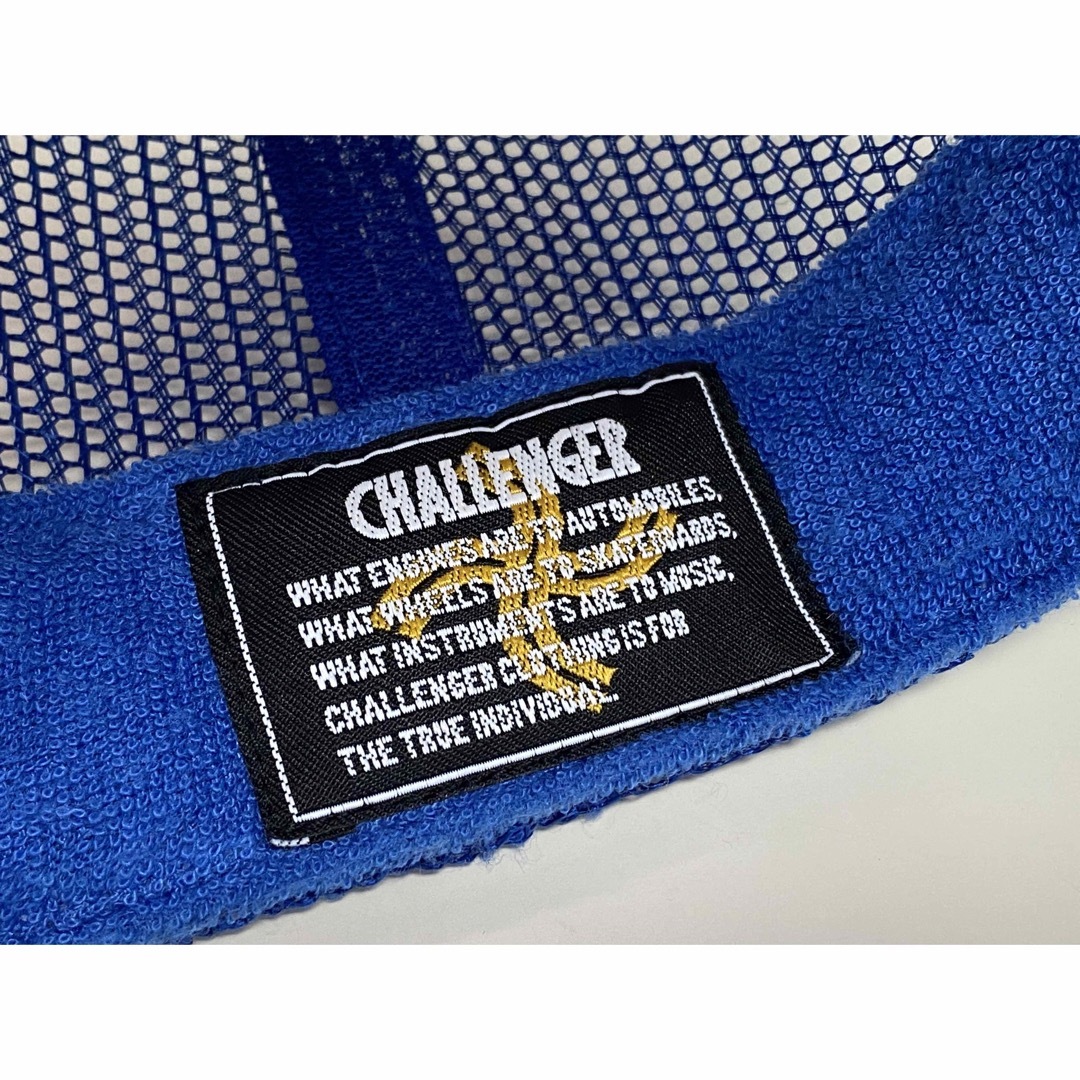 CHALLENGER
WHAT ENGINES ARE TO AUTOMOBILES,
WHAT WHEELS ARE TO SKATEBOARDS,
WHAT INSTRUMENTS ARE TO MUSIC,
CHALLENGER CLOTHING IS FOR
THE TRUE INDIVIDUAL.